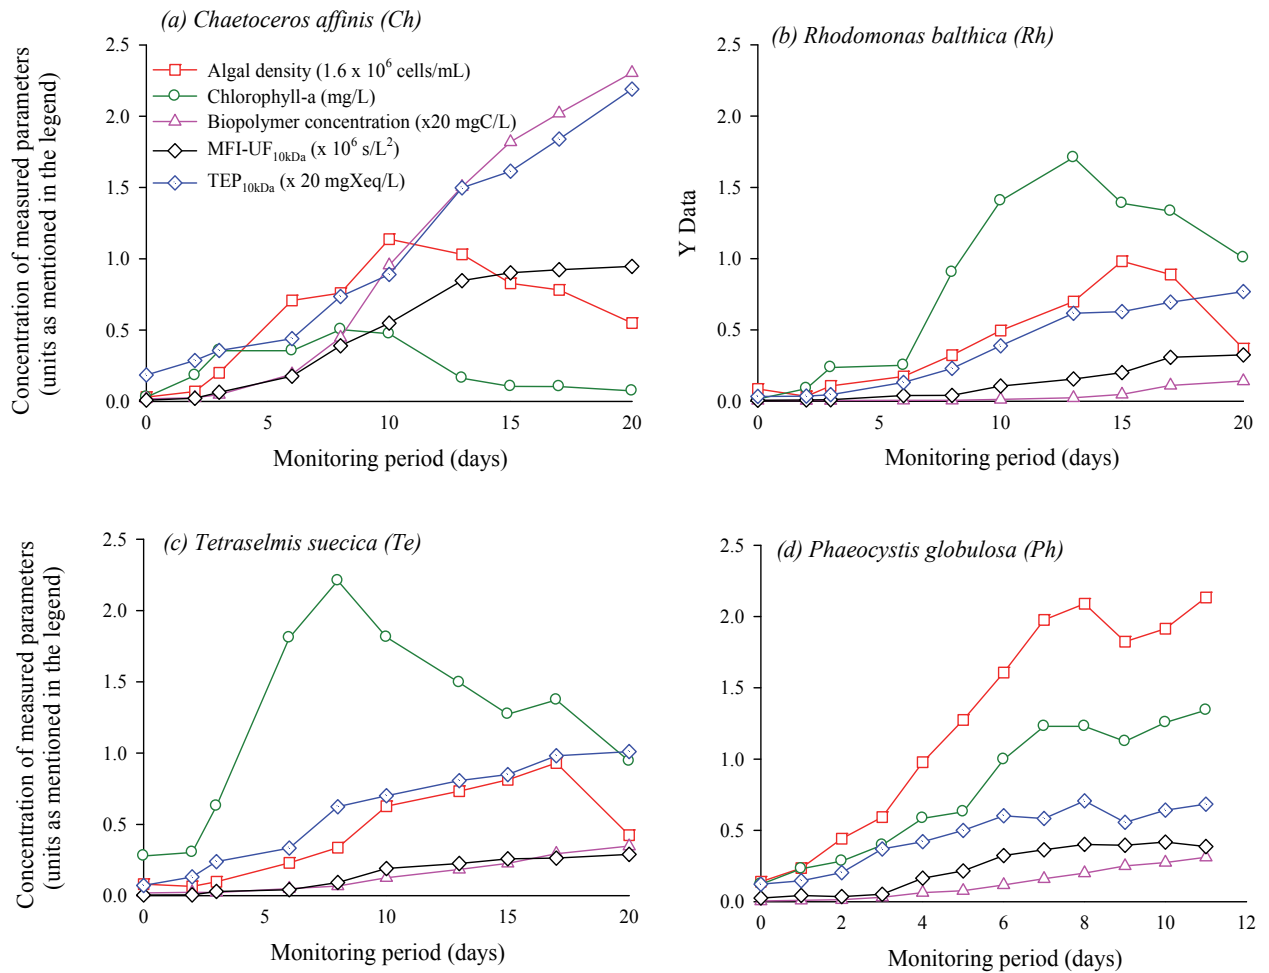 (a) Chaetoceros affinis (Ch)
Concentration of measured parameters
(units as mentioned in the legend)
2.5
2.0
1.5
1.0
0.5
0.0
Algal density (1.6 x 10⁶ cells/mL)
Chlorophyll-a (mg/L)
Biopolymer concentration (x20 mgC/L)
MFI-UF₁₀ₖDₐ (x 10⁶ s/L²)
TEP₁₀ₖDₐ (x 20 mgXeq/L)
0 5 10 15 20
Monitoring period (days)
(b) Rhodomonas balthica (Rh)
Y Data
2.5
2.0
1.5
1.0
0.5
0.0
0 5 10 15 20
Monitoring period (days)
(c) Tetraselmis suecica (Te)
Concentration of measured parameters
(units as mentioned in the legend)
2.5
2.0
1.5
1.0
0.5
0.0
0 5 10 15 20
Monitoring period (days)
(d) Phaeocystis globulosa (Ph)
2.5
2.0
1.5
1.0
0.5
0.0
0 2 4 6 8 10 12
Monitoring period (days)